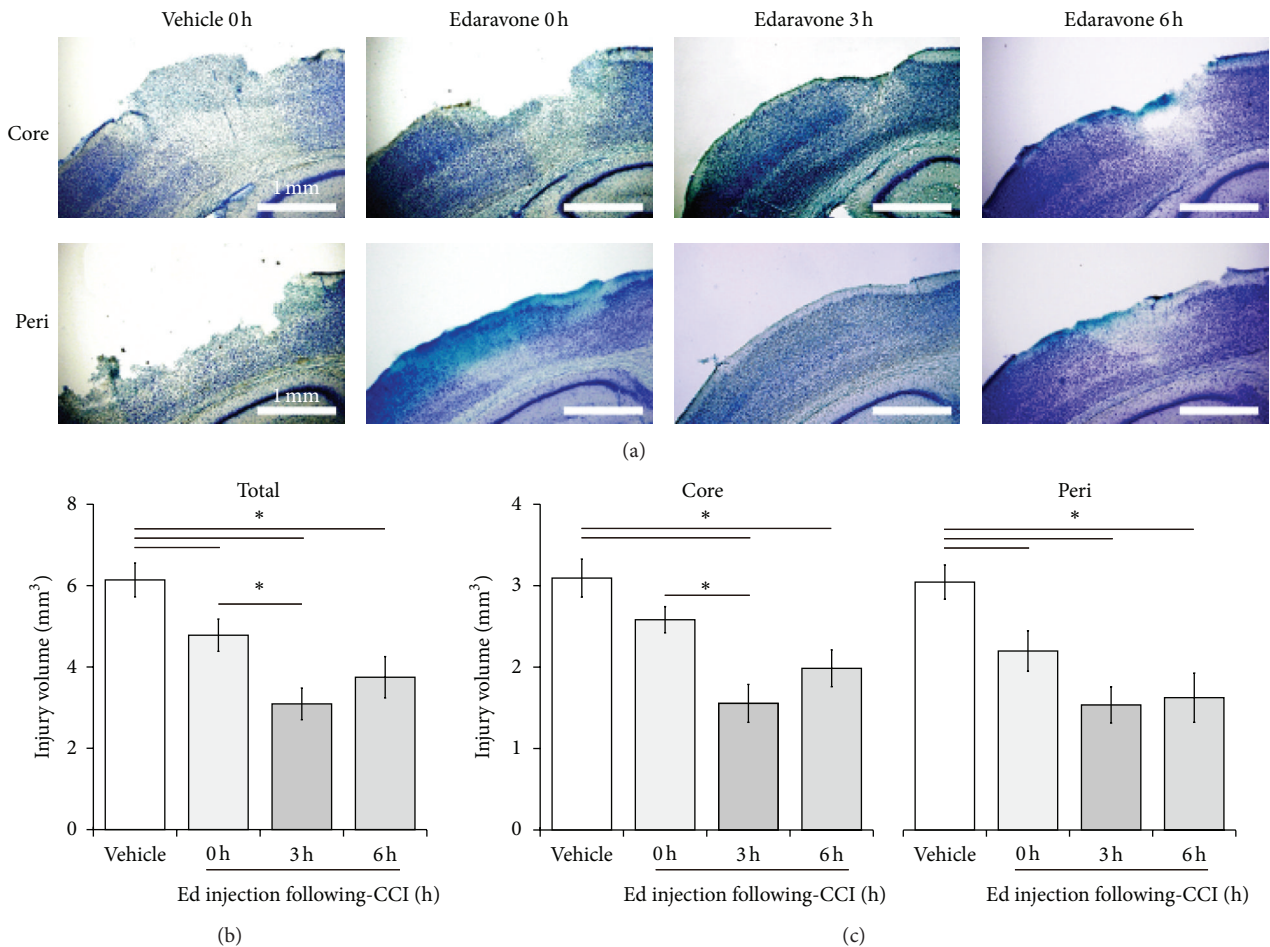 Vehicle 0 h
Edaravone 0 h
Edaravone 3 h
Edaravone 6 h
Core
1 mm
Peri
1 mm
(a)
Total
Injury volume (mm³)
8
6
4
2
0
*
*
Vehicle
0 h
3 h
6 h
Ed injection following-CCI (h)
(b)
Core
Injury volume (mm³)
4
3
2
1
0
*
*
Vehicle
0 h
3 h
6 h
Ed injection following-CCI (h)
Peri
*
Vehicle
0 h
3 h
6 h
Ed injection following-CCI (h)
(c)